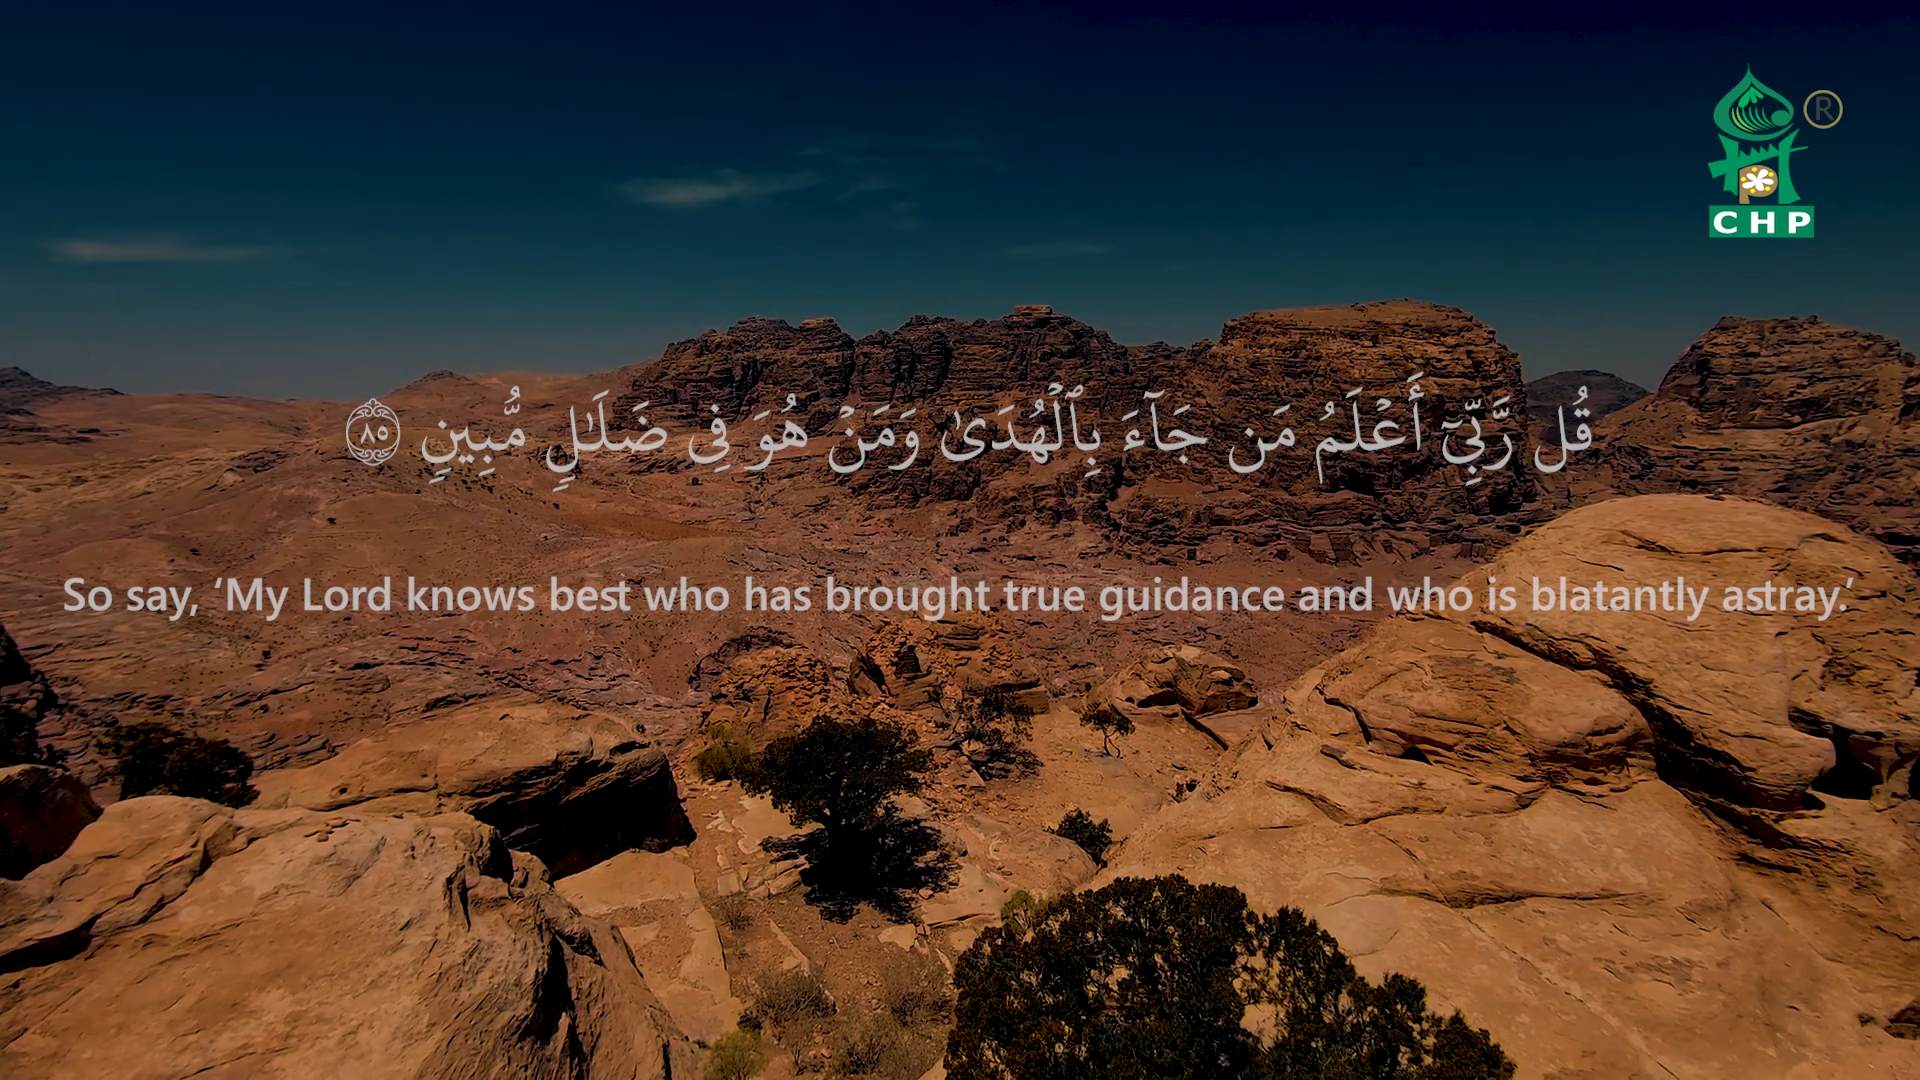 CHP
®
قُل رَّبِّيٓ أَعۡلَمُ مَن جَآءَ بِٱلۡهُدَىٰ وَمَنۡ هُوَ فِي ضَلَٰلٖ مُّبِينٖ ٨٥
So say, ‘My Lord knows best who has brought true guidance and who is blatantly astray.’